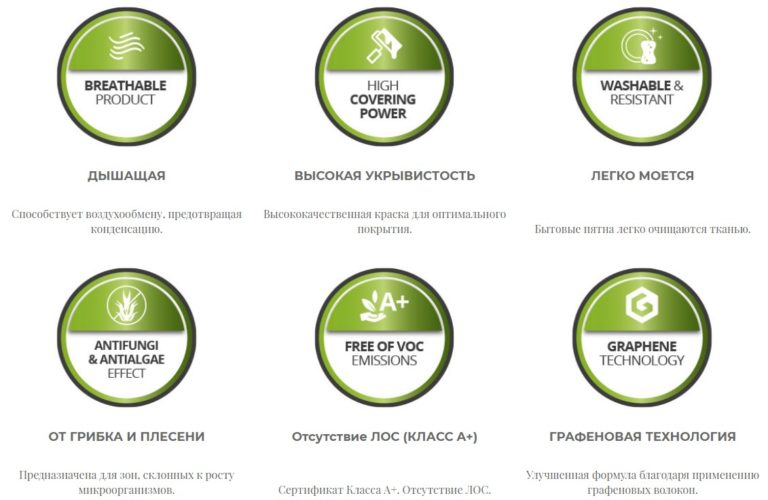 BREATHABLE
PRODUCT
HIGH
COVERING
POWER
WASHABLE &
RESISTANT
ДЫШАЩАЯ
ВЫСОКАЯ УКРЫВИСТОСТЬ
ЛЕГКО МОЕТСЯ
Способствует воздухообмену, предотвращая
конденсацию.
Высококачественная краска для оптимального
покрытия.
Бытовые пятна легко очищаются тканью.
ANTIFUNGI
& ANTIALGAE
EFFECT
A+
FREE OF VOC
EMISSIONS
G
GRAPHENE
TECHNOLOGY
ОТ ГРИБКА И ПЛЕСЕНИ
Отсутствие ЛОС (КЛАСС А+)
ГРАФЕНОВАЯ ТЕХНОЛОГИЯ
Предназначена для зон, склонных к росту
микроорганизмов.
Сертификат Класса А+. Отсутствие ЛОС.
Улучшенная формула благодаря применению
графеновых волокон.